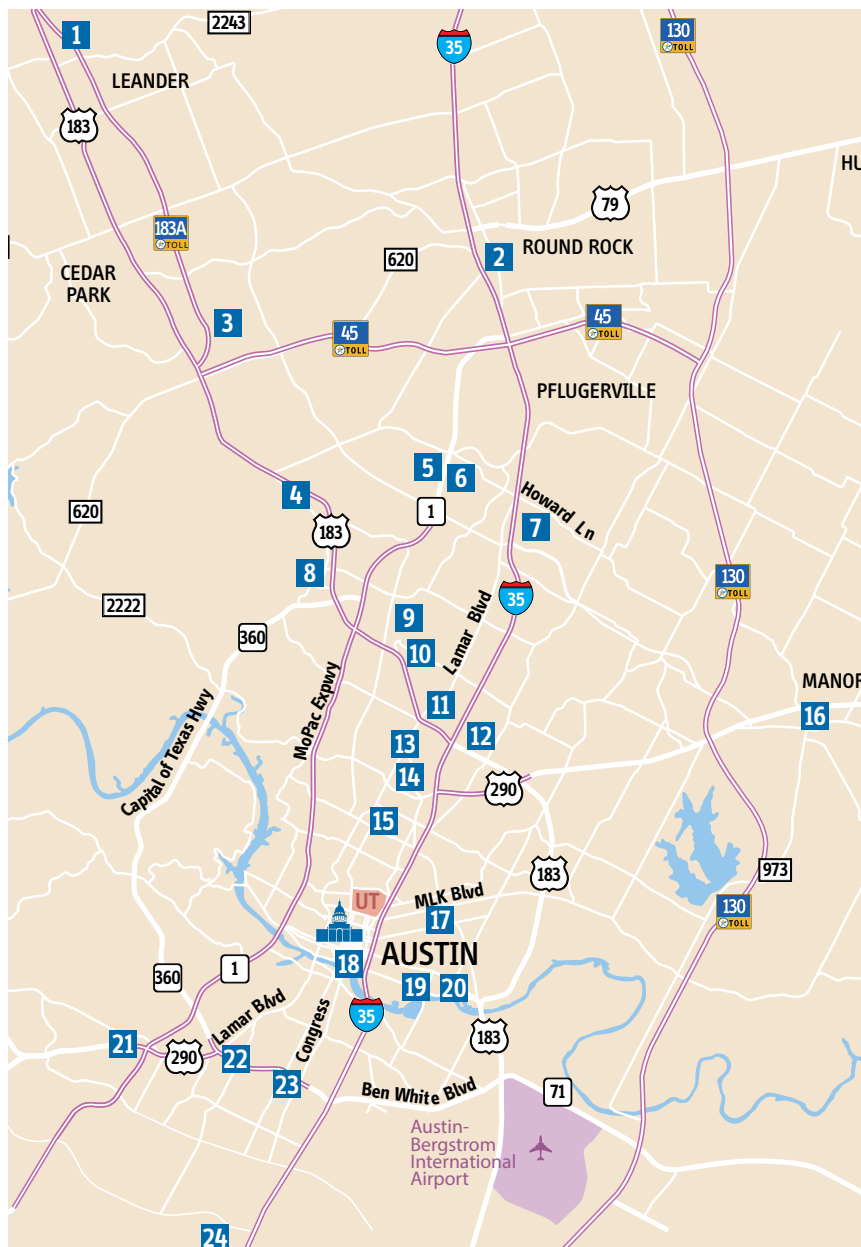 2243
1
35
130
TOLL
LEANDER
183
HU
79
183A
TOLL
2
ROUND ROCK
620
CEDAR
PARK
3
45
TOLL
45
TOLL
PFLUGERVILLE
5
6
4
Howard Ln
620
1
7
183
8
130
TOLL
35
2222
9
Lamar Blvd
360
10
MANOR
MoPac Expwy
11
16
12
13
Capital of Texas Hwy
14
290
15
973
183
UT
MLK Blvd
130
TOLL
17
AUSTIN
18
360
1
19
20
Lamar Blvd
Congress
35
183
21
290
22
23
Ben White Blvd
71
Austin-
Bergstrom
International
Airport
24